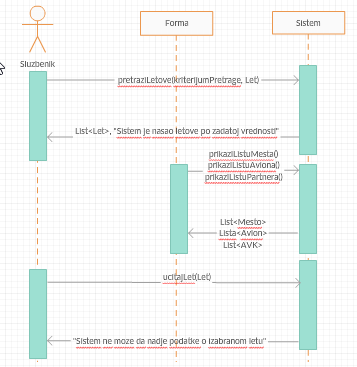 Forma
Sistem
Sluzbenik
pretraziLetove(kriterijumPretrage, Let)
List<Let>, "Sistem je nasao letove po zadatoj vrednosti"
prikaziListuMesta()
prikaziListuAviona()
prikaziListuPartnera()
List<Mesto>
Lista<Avion>
List<AVK>
ucitajLet(Let)
"Sistem ne moze da nadje podatke o izabranom letu"